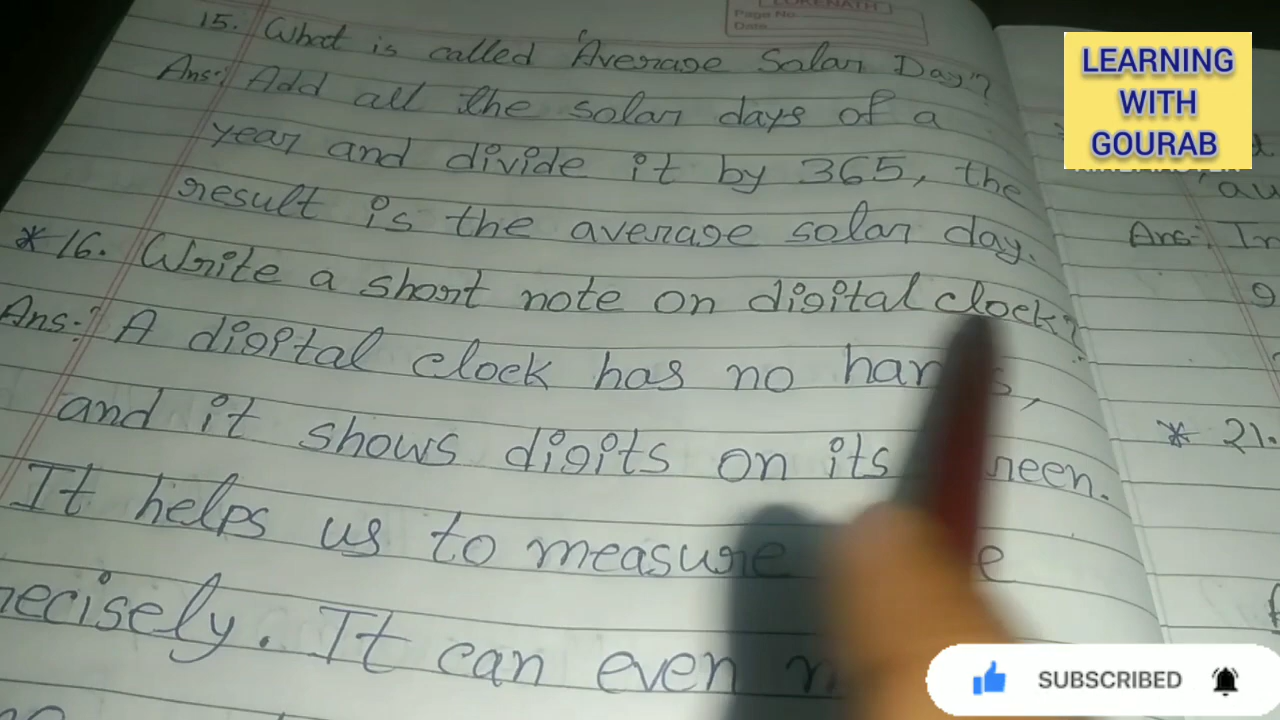 Page No
Date
15. What is called 'Average Solar Day'?
Ans:- Add all the solar days of a
year and divide it by 365, the
result is the average solar day.
* 16. Write a short note on digital clock?
Ans:- A digital clock has no
and it shows digits on its
It helps us to measure
It can even
Ans:-
* 21.
LEARNING
WITH
GOURAB
SUBSCRIBED